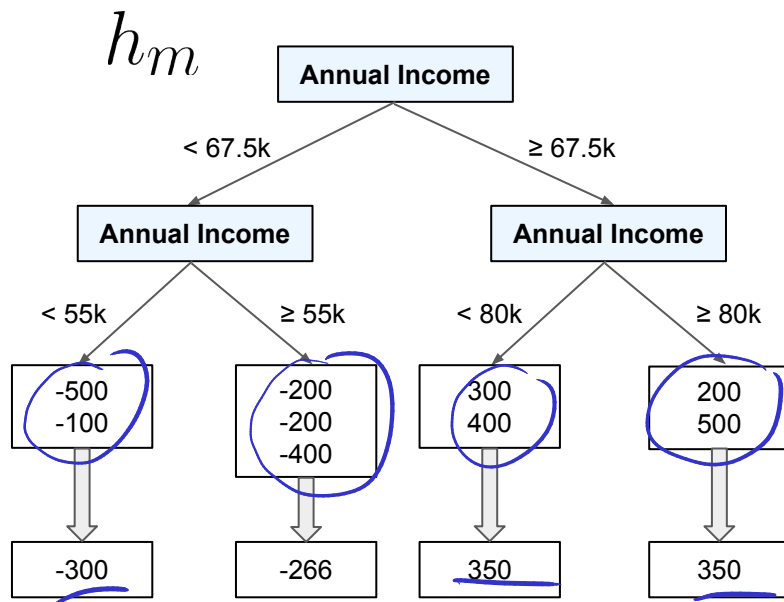 h_m
Annual Income
< 67.5k
≥ 67.5k
Annual Income
Annual Income
< 55k
≥ 55k
< 80k
≥ 80k
-500
-100
-200
-200
-400
300
400
200
500
-300
-266
350
350